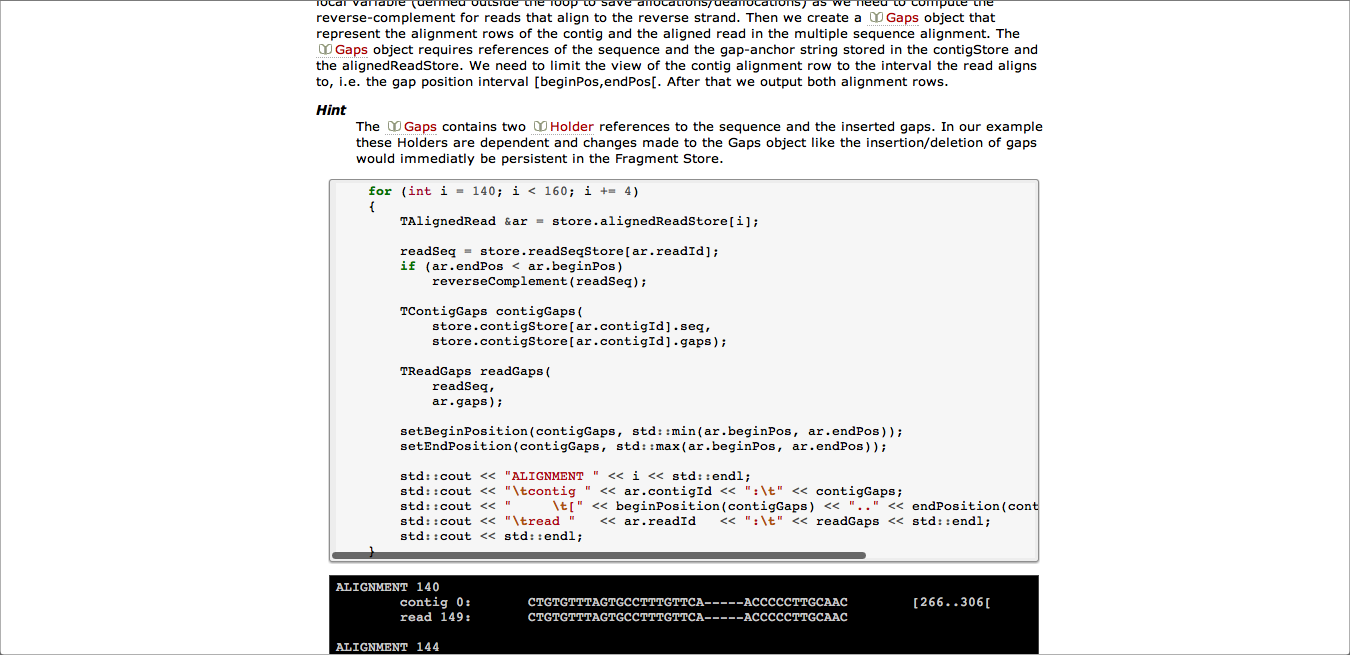 local variable (defined outside the loop to save allocations/deallocations) as we need to compute the
reverse-complement for reads that align to the reverse strand. Then we create a Gaps object that
represent the alignment rows of the contig and the aligned read in the multiple sequence alignment. The
Gaps object requires references of the sequence and the gap-anchor string stored in the contigStore and
the alignedReadStore. We need to limit the view of the contig alignment row to the interval the read aligns
to, i.e. the gap position interval [beginPos,endPos[. After that we output both alignment rows.
Hint
The Gaps contains two Holder references to the sequence and the inserted gaps. In our example
these Holders are dependent and changes made to the Gaps object like the insertion/deletion of gaps
would immediatly be persistent in the Fragment Store.
for (int i = 140; i < 160; i += 4)
{
TAlignedRead &ar = store.alignedReadStore[i];
readSeq = store.readSeqStore[ar.readId];
if (ar.endPos < ar.beginPos)
reverseComplement(readSeq);
TContigGaps contigGaps(
store.contigStore[ar.contigId].seq,
store.contigStore[ar.contigId].gaps);
TReadGaps readGaps(
readSeq,
ar.gaps);
setBeginPosition(contigGaps, std::min(ar.beginPos, ar.endPos));
setEndPosition(contigGaps, std::max(ar.beginPos, ar.endPos));
std::cout << "ALIGNMENT " << i << std::endl;
std::cout << "\tcontig " << ar.contigId << ":\t" << contigGaps;
std::cout << "     \t[" << beginPosition(contigGaps) << ".." << endPosition(cont
std::cout << "\tread "   << ar.readId   << ":\t" << readGaps << std::endl;
std::cout << std::endl;
}
ALIGNMENT 140
contig 0: CTGTGTTTAGTGCCTTTGTTCA-----ACCCCCTTGCAAC [266..306[
read 149: CTGTGTTTAGTGCCTTTGTTCA-----ACCCCCTTGCAAC
ALIGNMENT 144